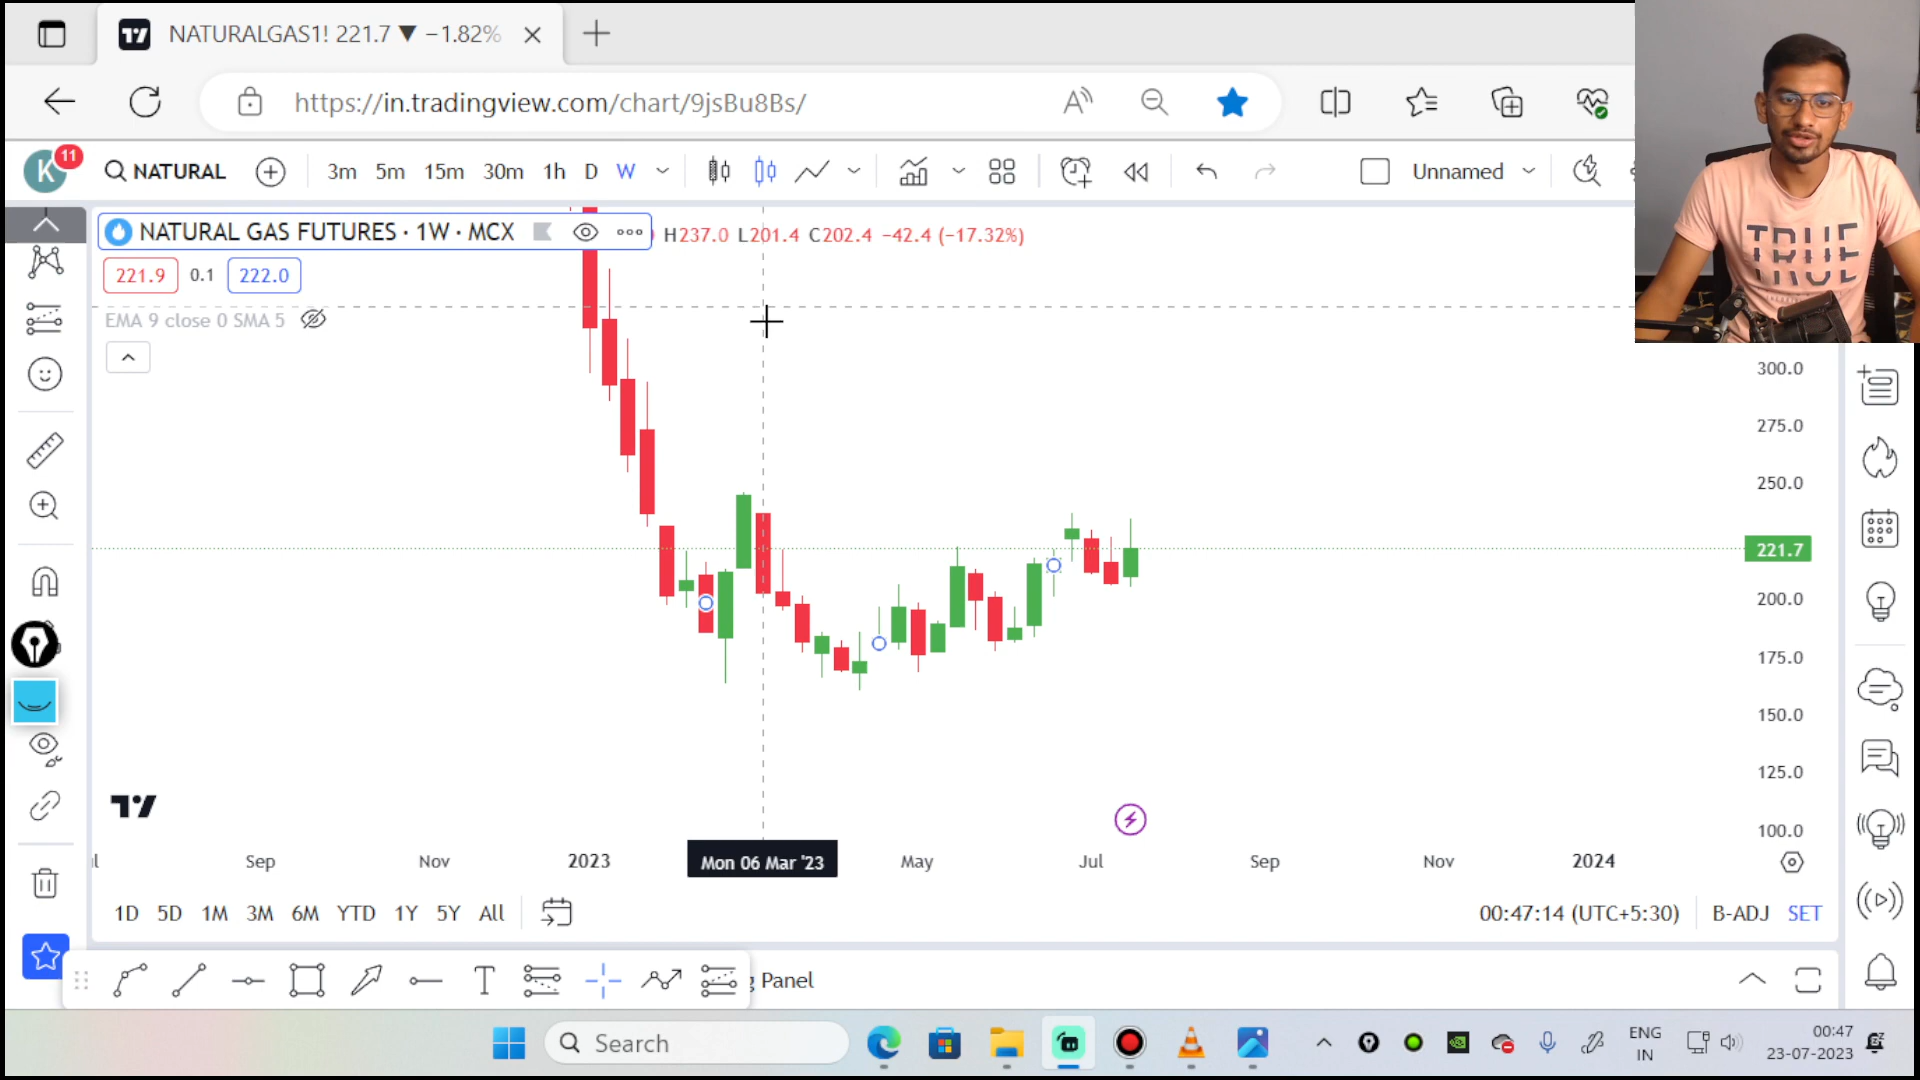 NATURALGAS1! 221.7 ▼ −1.82%
https://in.tradingview.com/chart/9jsBu8Bs/
K 11 NATURAL 3m 5m 15m 30m 1h D W Unnamed
NATURAL GAS FUTURES · 1W · MCX H237.0 L201.4 C202.4 −42.4 (−17.32%)
221.9 0.1 222.0
EMA 9 close 0 SMA 5
TRUE
TRUE
TRUE
300.0
275.0
250.0
221.7
200.0
175.0
150.0
125.0
100.0
Sep Nov 2023 Mon 06 Mar '23 May Jul Sep Nov 2024
1D 5D 1M 3M 6M YTD 1Y 5Y All 00:47:14 (UTC+5:30) B-ADJ SET
T Panel
Search
ENG
IN
00:47
23-07-2023